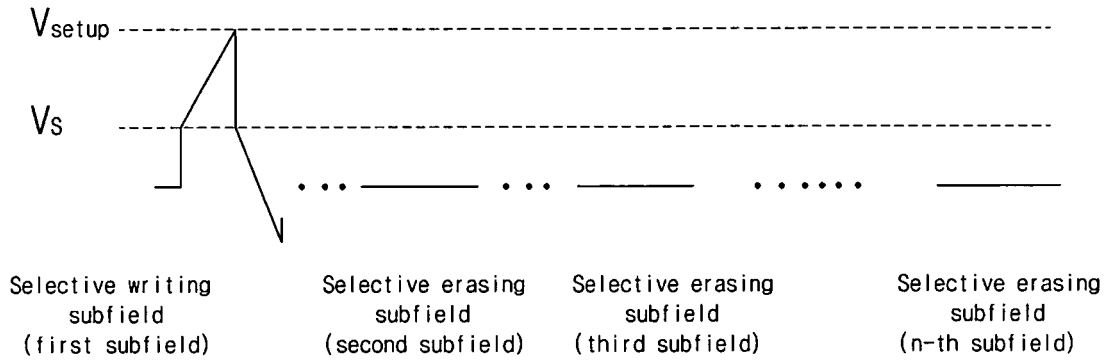 Vsetup
Vs
Selective writing
subfield
(first subfield)
Selective erasing
subfield
(second subfield)
Selective erasing
subfield
(third subfield)
Selective erasing
subfield
(n-th subfield)